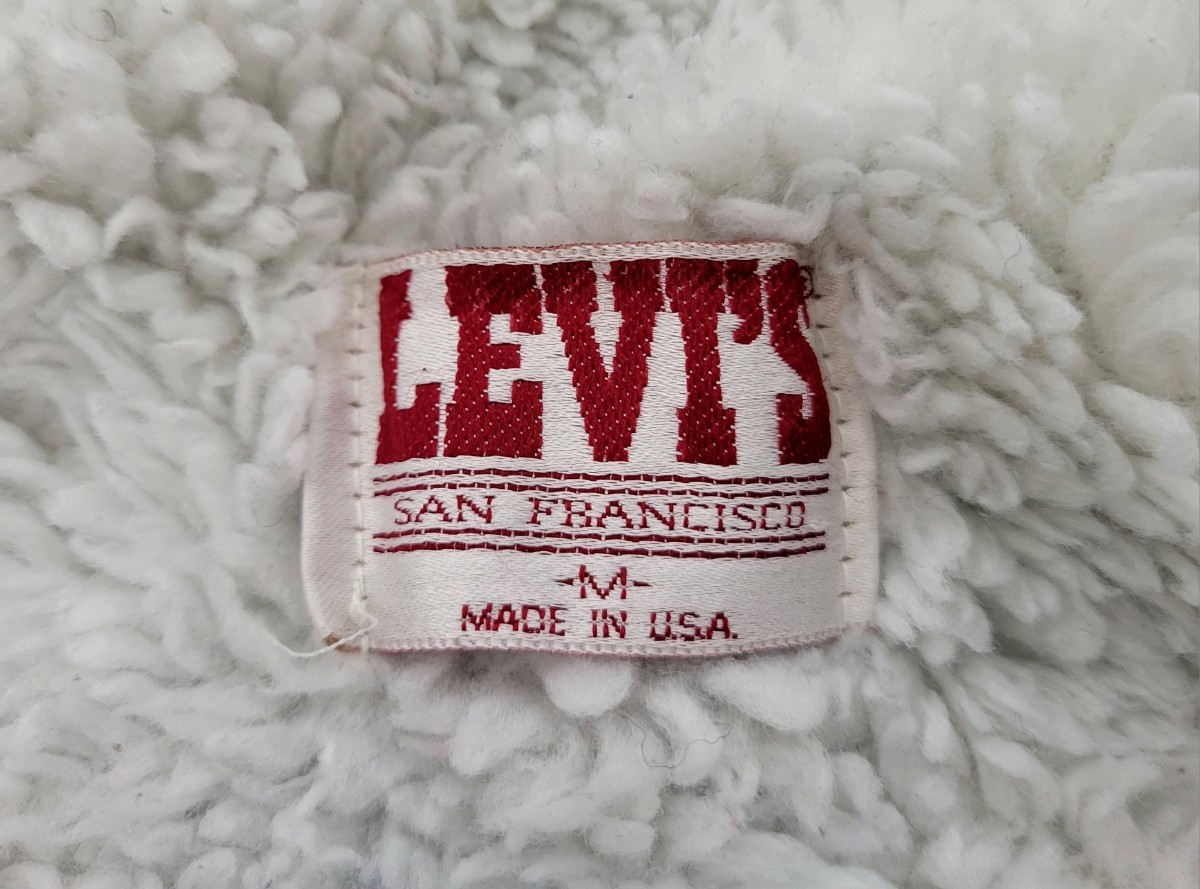 LEVI'S®
SAN FRANCISCO
-M-
MADE IN U.S.A.